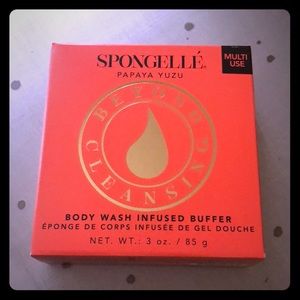 SPONGELLÉ®
PAPAYA YUZU
MULTI
USE
BEYOND
CLEANSING
BODY WASH INFUSED BUFFER
ÉPONGE DE CORPS INFUSÉE DE GEL DOUCHE
NET. WT.: 3 oz. / 85 g